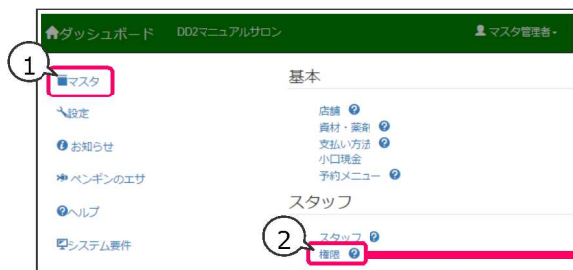 ダッシュボード DD2マニュアルサロン マスタ管理者
1
マスタ
設定
お知らせ
ペンギンのエサ
ヘルプ
システム要件
基本
店舗
資材・薬剤
支払い方法
小口現金
予約メニュー
スタッフ
スタッフ
2
権限